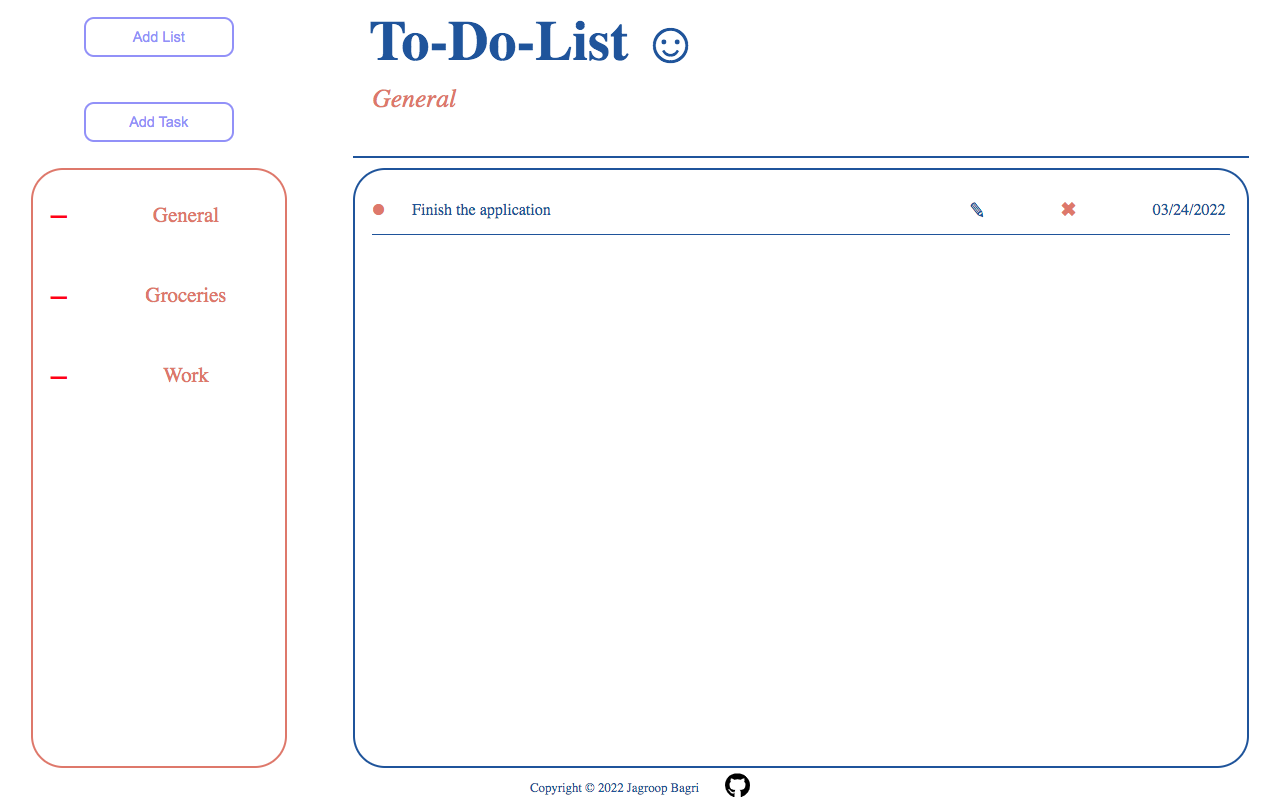 Add List
Add Task
General
Groceries
Work
To-Do-List ☺
General
Finish the application ✎ ✖ 03/24/2022
Copyright © 2022 Jagroop Bagri